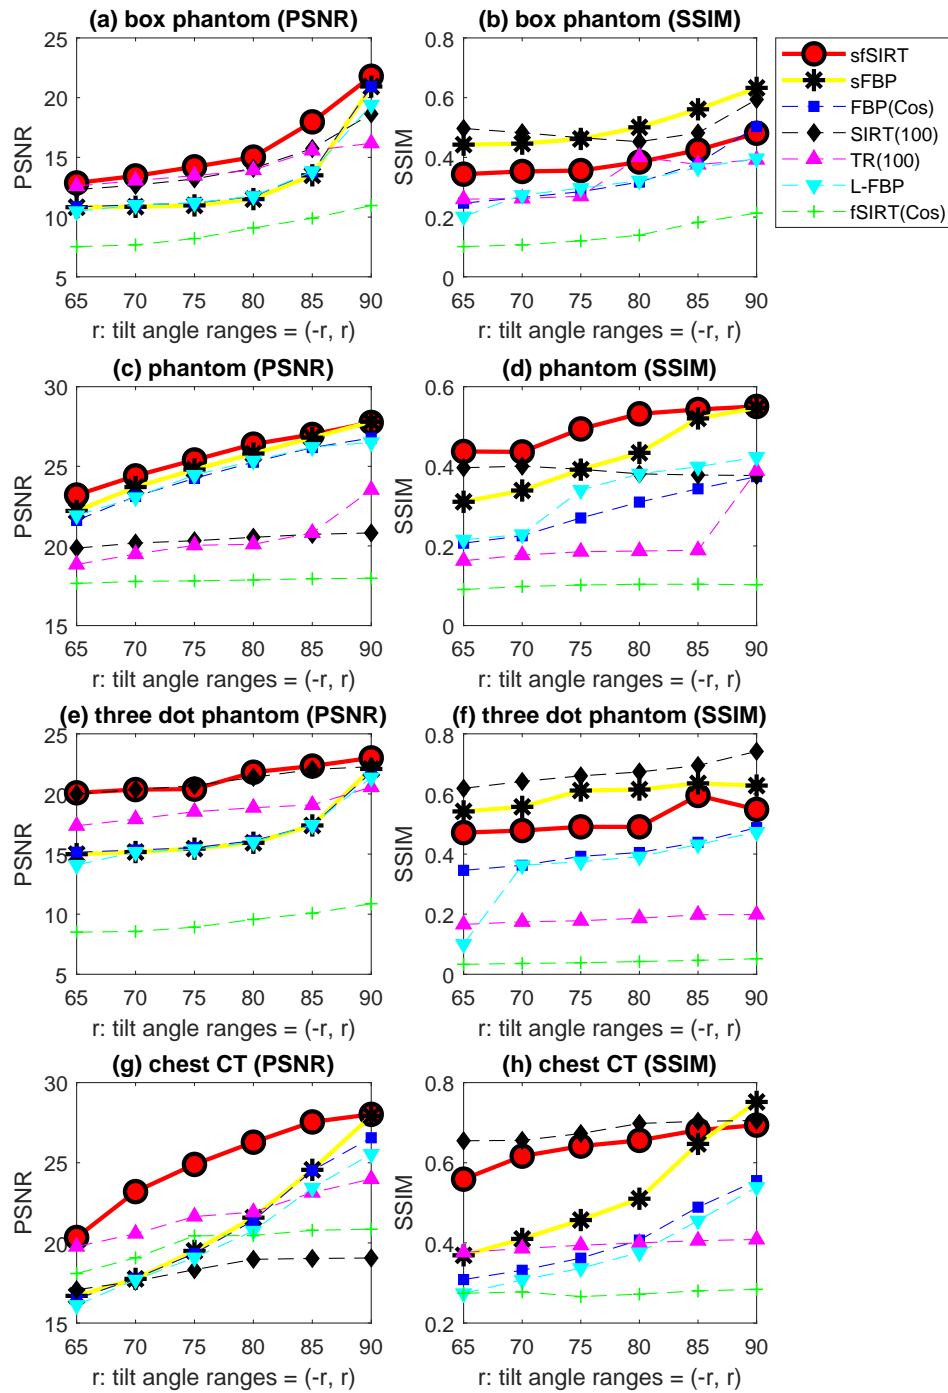 (a) box phantom (PSNR)
25
20
15
10
5
PSNR
65 70 75 80 85 90
r: tilt angle ranges = (-r, r)
(b) box phantom (SSIM)
0.8
0.6
0.4
0.2
0
SSIM
65 70 75 80 85 90
r: tilt angle ranges = (-r, r)
sfSIRT
sFBP
FBP(Cos)
SIRT(100)
TR(100)
L-FBP
fSIRT(Cos)
(c) phantom (PSNR)
30
25
20
15
PSNR
65 70 75 80 85 90
r: tilt angle ranges = (-r, r)
(d) phantom (SSIM)
0.6
0.4
0.2
0
SSIM
65 70 75 80 85 90
r: tilt angle ranges = (-r, r)
(e) three dot phantom (PSNR)
25
20
15
10
5
PSNR
65 70 75 80 85 90
r: tilt angle ranges = (-r, r)
(f) three dot phantom (SSIM)
0.8
0.6
0.4
0.2
0
SSIM
65 70 75 80 85 90
r: tilt angle ranges = (-r, r)
(g) chest CT (PSNR)
30
25
20
15
PSNR
65 70 75 80 85 90
r: tilt angle ranges = (-r, r)
(h) chest CT (SSIM)
0.8
0.6
0.4
0.2
SSIM
65 70 75 80 85 90
r: tilt angle ranges = (-r, r)